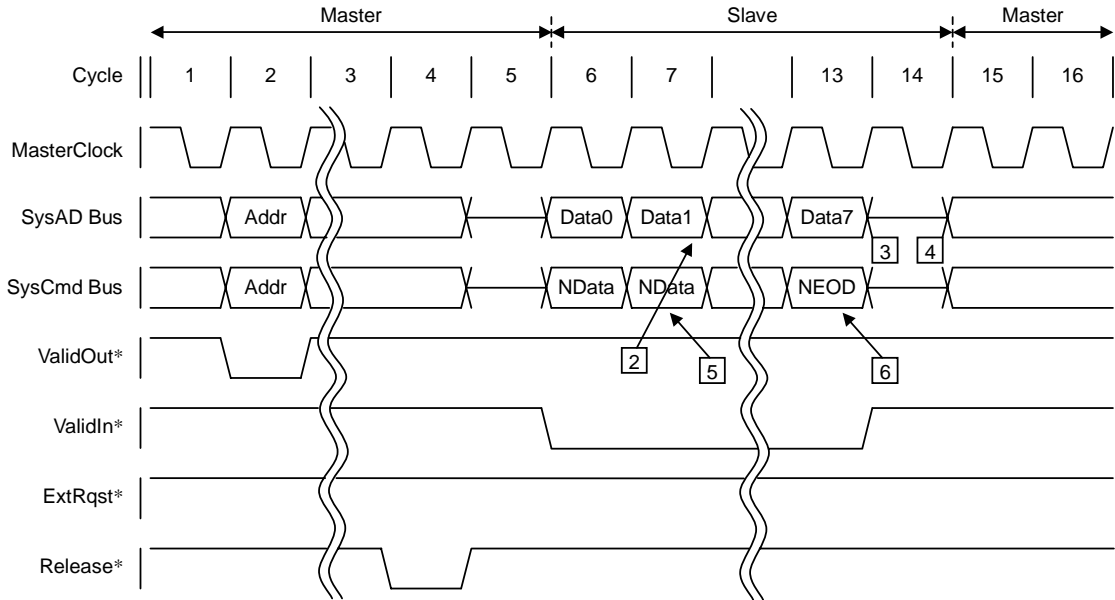 Master Slave Master
Cycle 1 2 3 4 5 6 7 13 14 15 16
MasterClock
SysAD Bus Addr Data0 Data1 Data7
3 4
SysCmd Bus Addr NData NData NEOD
ValidOut*
2 5 6
ValidIn*
ExtRqst*
Release*